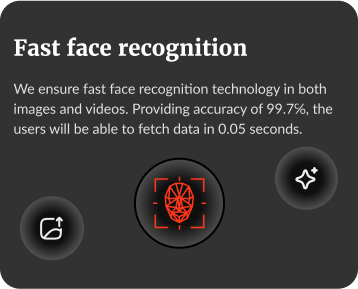 Fast face recognition
We ensure fast face recognition technology in both
images and videos. Providing accuracy of 99.7%, the
users will be able to fetch data in 0.05 seconds.